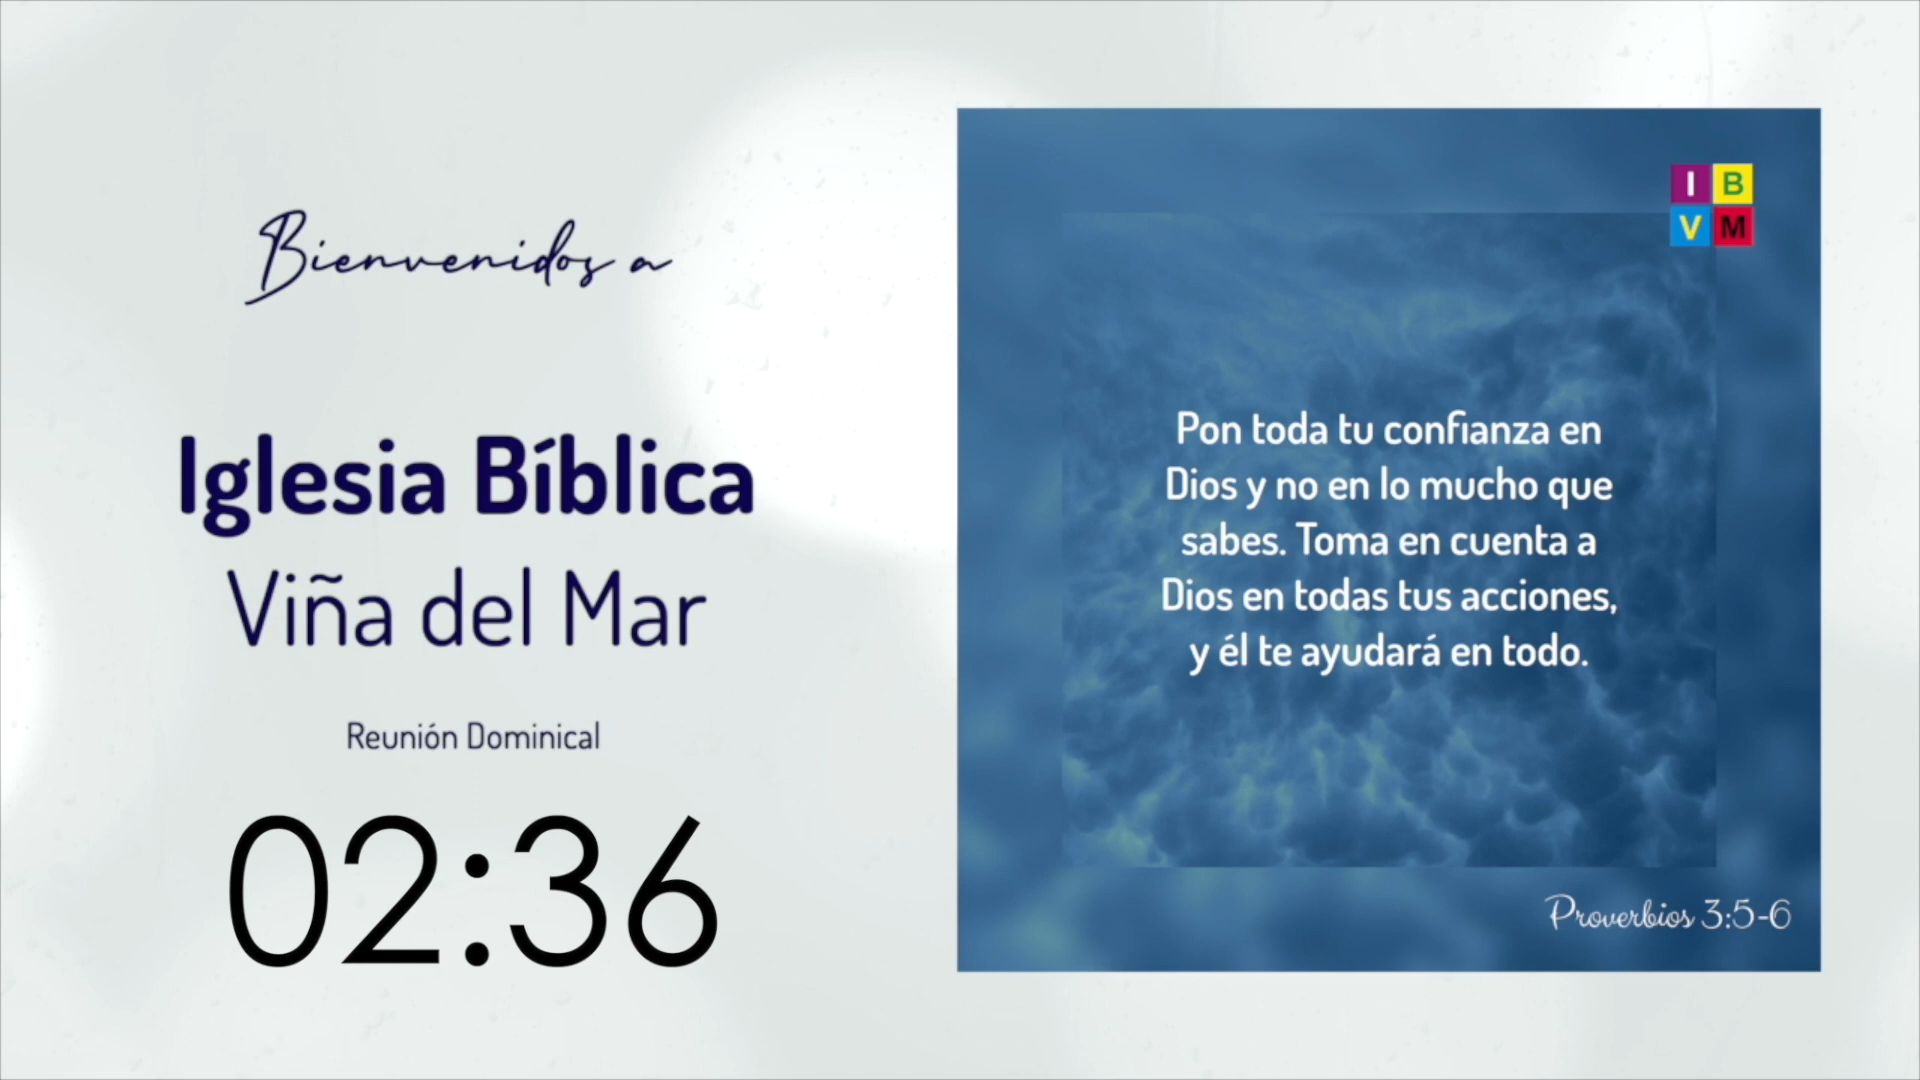 Bienvenidos a
Iglesia Bíblica
Viña del Mar
Reunión Dominical
02:36
I B
V M
Pon toda tu confianza en
Dios y no en lo mucho que
sabes. Toma en cuenta a
Dios en todas tus acciones,
y él te ayudará en todo.
Proverbios 3:5-6